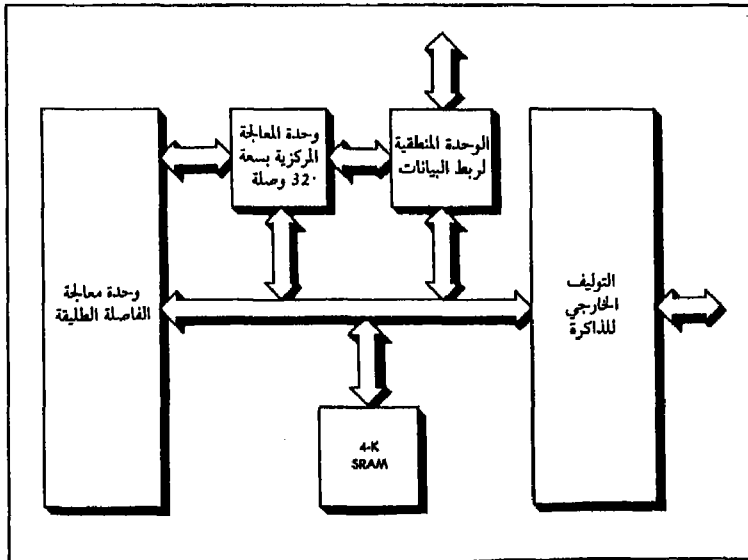 وحدة المعالجة
المركزية بسعة
32 وصلة
الوحدة المنطقية
لربط البيانات
وحدة معالجة
الفاصلة الطليقة
التوليف
الخارجي
للذاكرة
4-K
SRAM